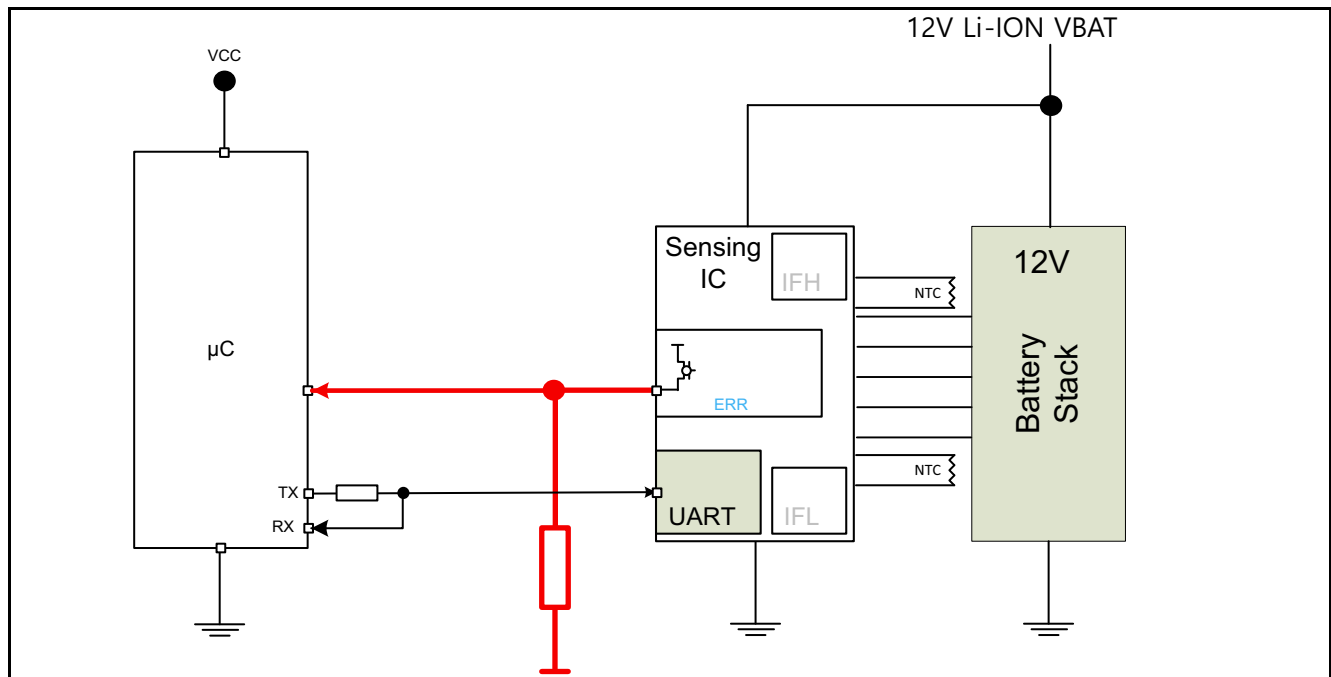 12V Li-ION VBAT
VCC
Sensing
IC
IFH
12V
NTC
µC
ERR
Battery
Stack
NTC
TX
UART
IFL
RX